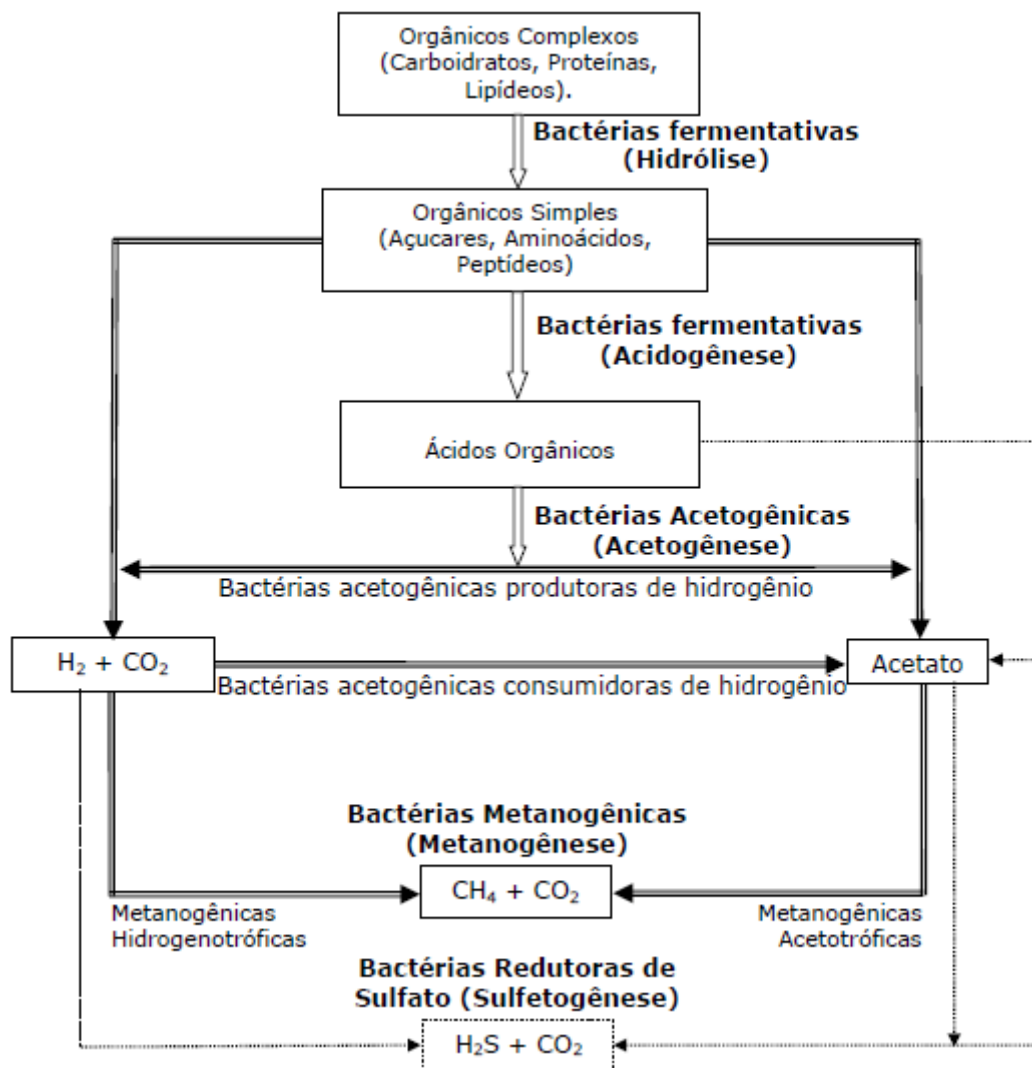 Orgânicos Complexos
(Carboidratos, Proteínas,
Lipídeos).
Bactérias fermentativas
(Hidrólise)
Orgânicos Simples
(Açucares, Aminoácidos,
Peptídeos)
Bactérias fermentativas
(Acidogênese)
Ácidos Orgânicos
Bactérias Acetogênicas
(Acetogênese)
Bactérias acetogênicas produtoras de hidrogênio
H₂ + CO₂
Acetato
Bactérias acetogênicas consumidoras de hidrogênio
Bactérias Metanogênicas
(Metanogênese)
CH₄ + CO₂
Metanogênicas
Hidrogenotróficas
Metanogênicas
Acetotróficas
Bactérias Redutoras de
Sulfato (Sulfetogênese)
H₂S + CO₂